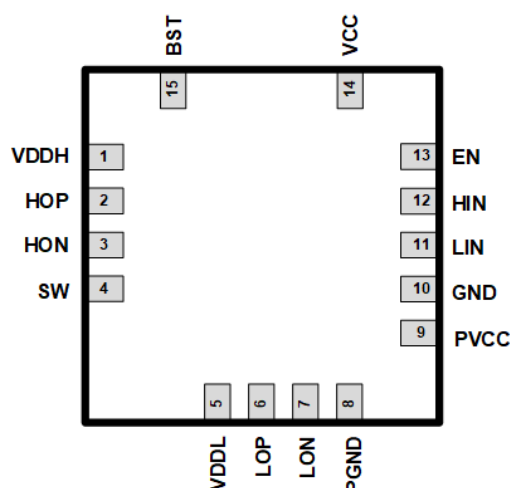 BST VCC
15 14
VDDH 1 13 EN
HOP 2 12 HIN
HON 3 11 LIN
SW 4 10 GND
9 PVCC
5 6 7 8
VDDL LOP LON PGND